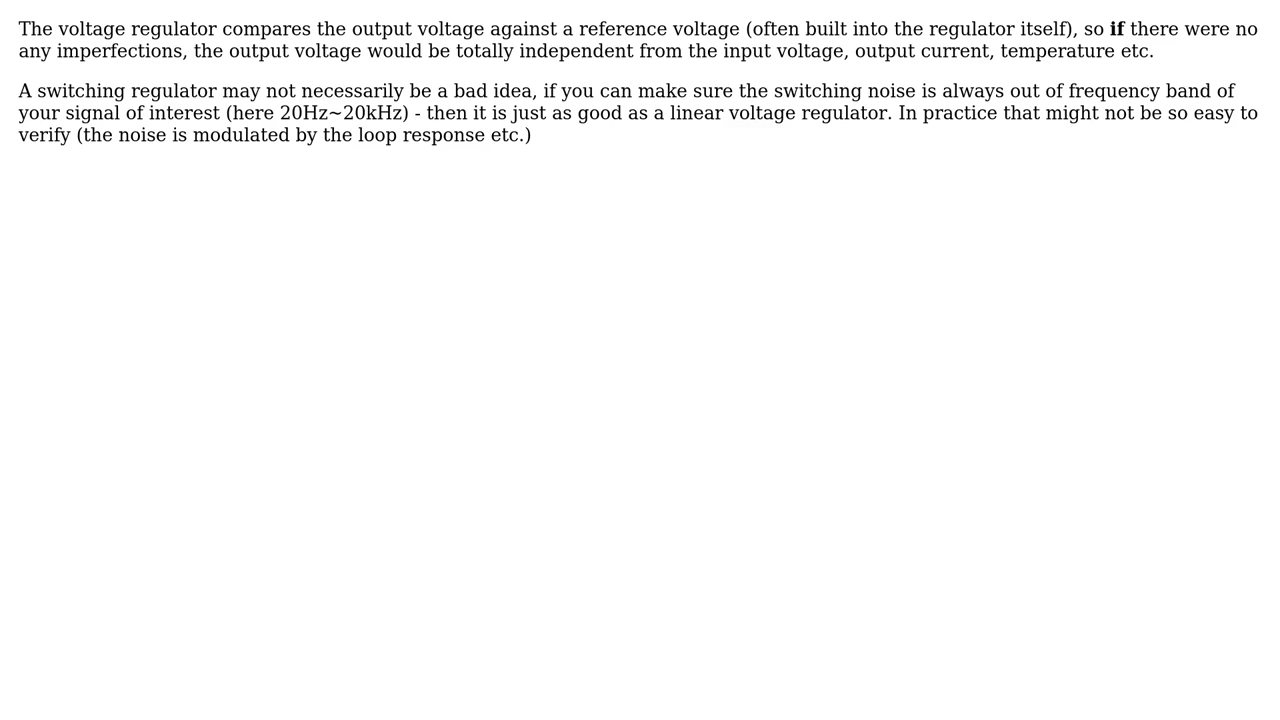 The voltage regulator compares the output voltage against a reference voltage (often built into the regulator itself), so if there were no
any imperfections, the output voltage would be totally independent from the input voltage, output current, temperature etc.
A switching regulator may not necessarily be a bad idea, if you can make sure the switching noise is always out of frequency band of
your signal of interest (here 20Hz~20kHz) - then it is just as good as a linear voltage regulator. In practice that might not be so easy to
verify (the noise is modulated by the loop response etc.)